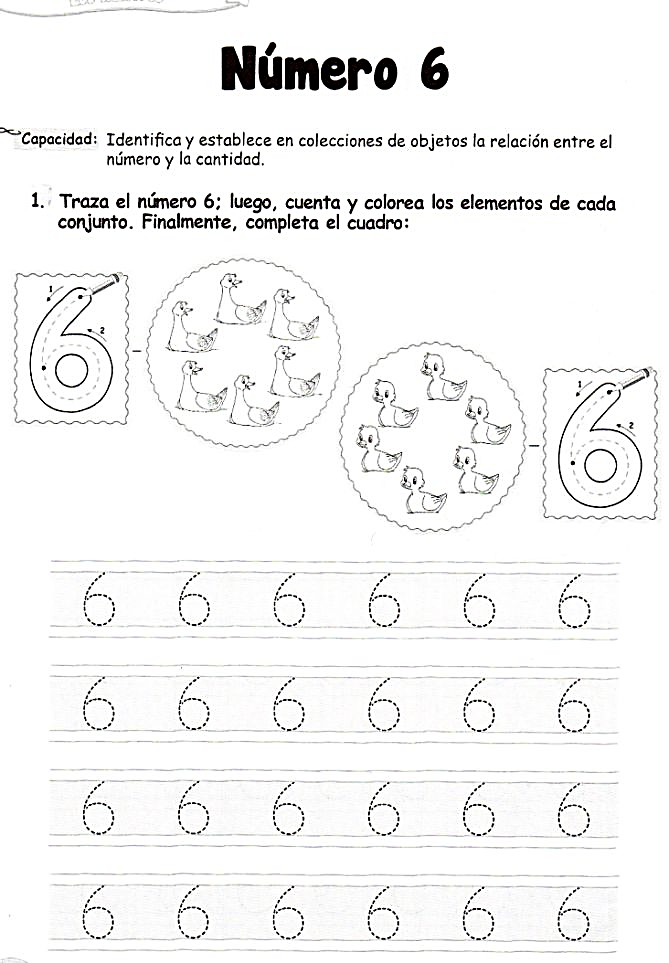 Número 6
Capacidad: Identifica y establece en colecciones de objetos la relación entre el
número y la cantidad.
1. Traza el número 6; luego, cuenta y colorea los elementos de cada
conjunto. Finalmente, completa el cuadro:
1
2
6
1
2
6
6 6 6 6 6 6
6 6 6 6 6 6
6 6 6 6 6 6
6 6 6 6 6 6